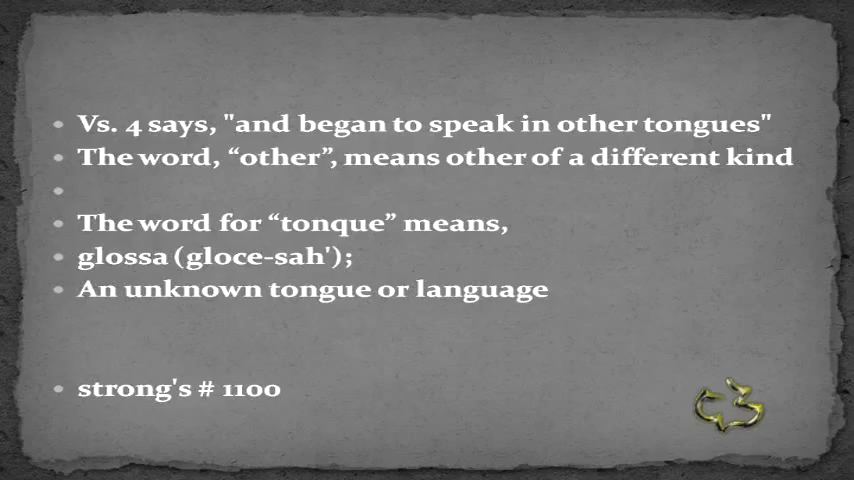 Vs. 4 says, "and began to speak in other tongues"
The word, “other”, means other of a different kind
The word for “tonque” means,
glossa (gloce-sah');
An unknown tongue or language
strong's # 1100
C3